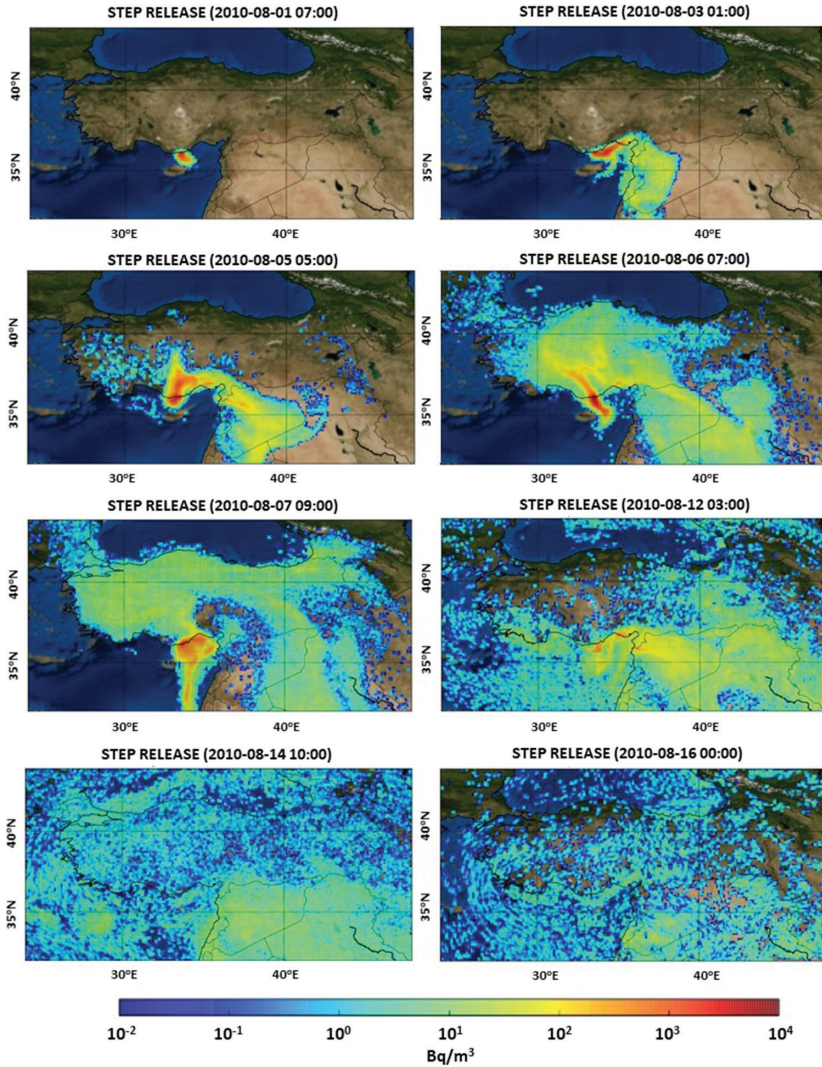 STEP RELEASE (2010-08-01 07:00) STEP RELEASE (2010-08-03 01:00)
40°N 40°N
35°N 35°N
30°E 40°E 30°E 40°E
STEP RELEASE (2010-08-05 05:00) STEP RELEASE (2010-08-06 07:00)
40°N 40°N
35°N 35°N
30°E 40°E 30°E 40°E
STEP RELEASE (2010-08-07 09:00) STEP RELEASE (2010-08-12 03:00)
40°N 40°N
35°N 35°N
30°E 40°E 30°E 40°E
STEP RELEASE (2010-08-14 10:00) STEP RELEASE (2010-08-16 00:00)
40°N 40°N
35°N 35°N
30°E 40°E 30°E 40°E
10⁻² 10⁻¹ 10⁰ 10¹ 10² 10³ 10⁴
Bq/m³